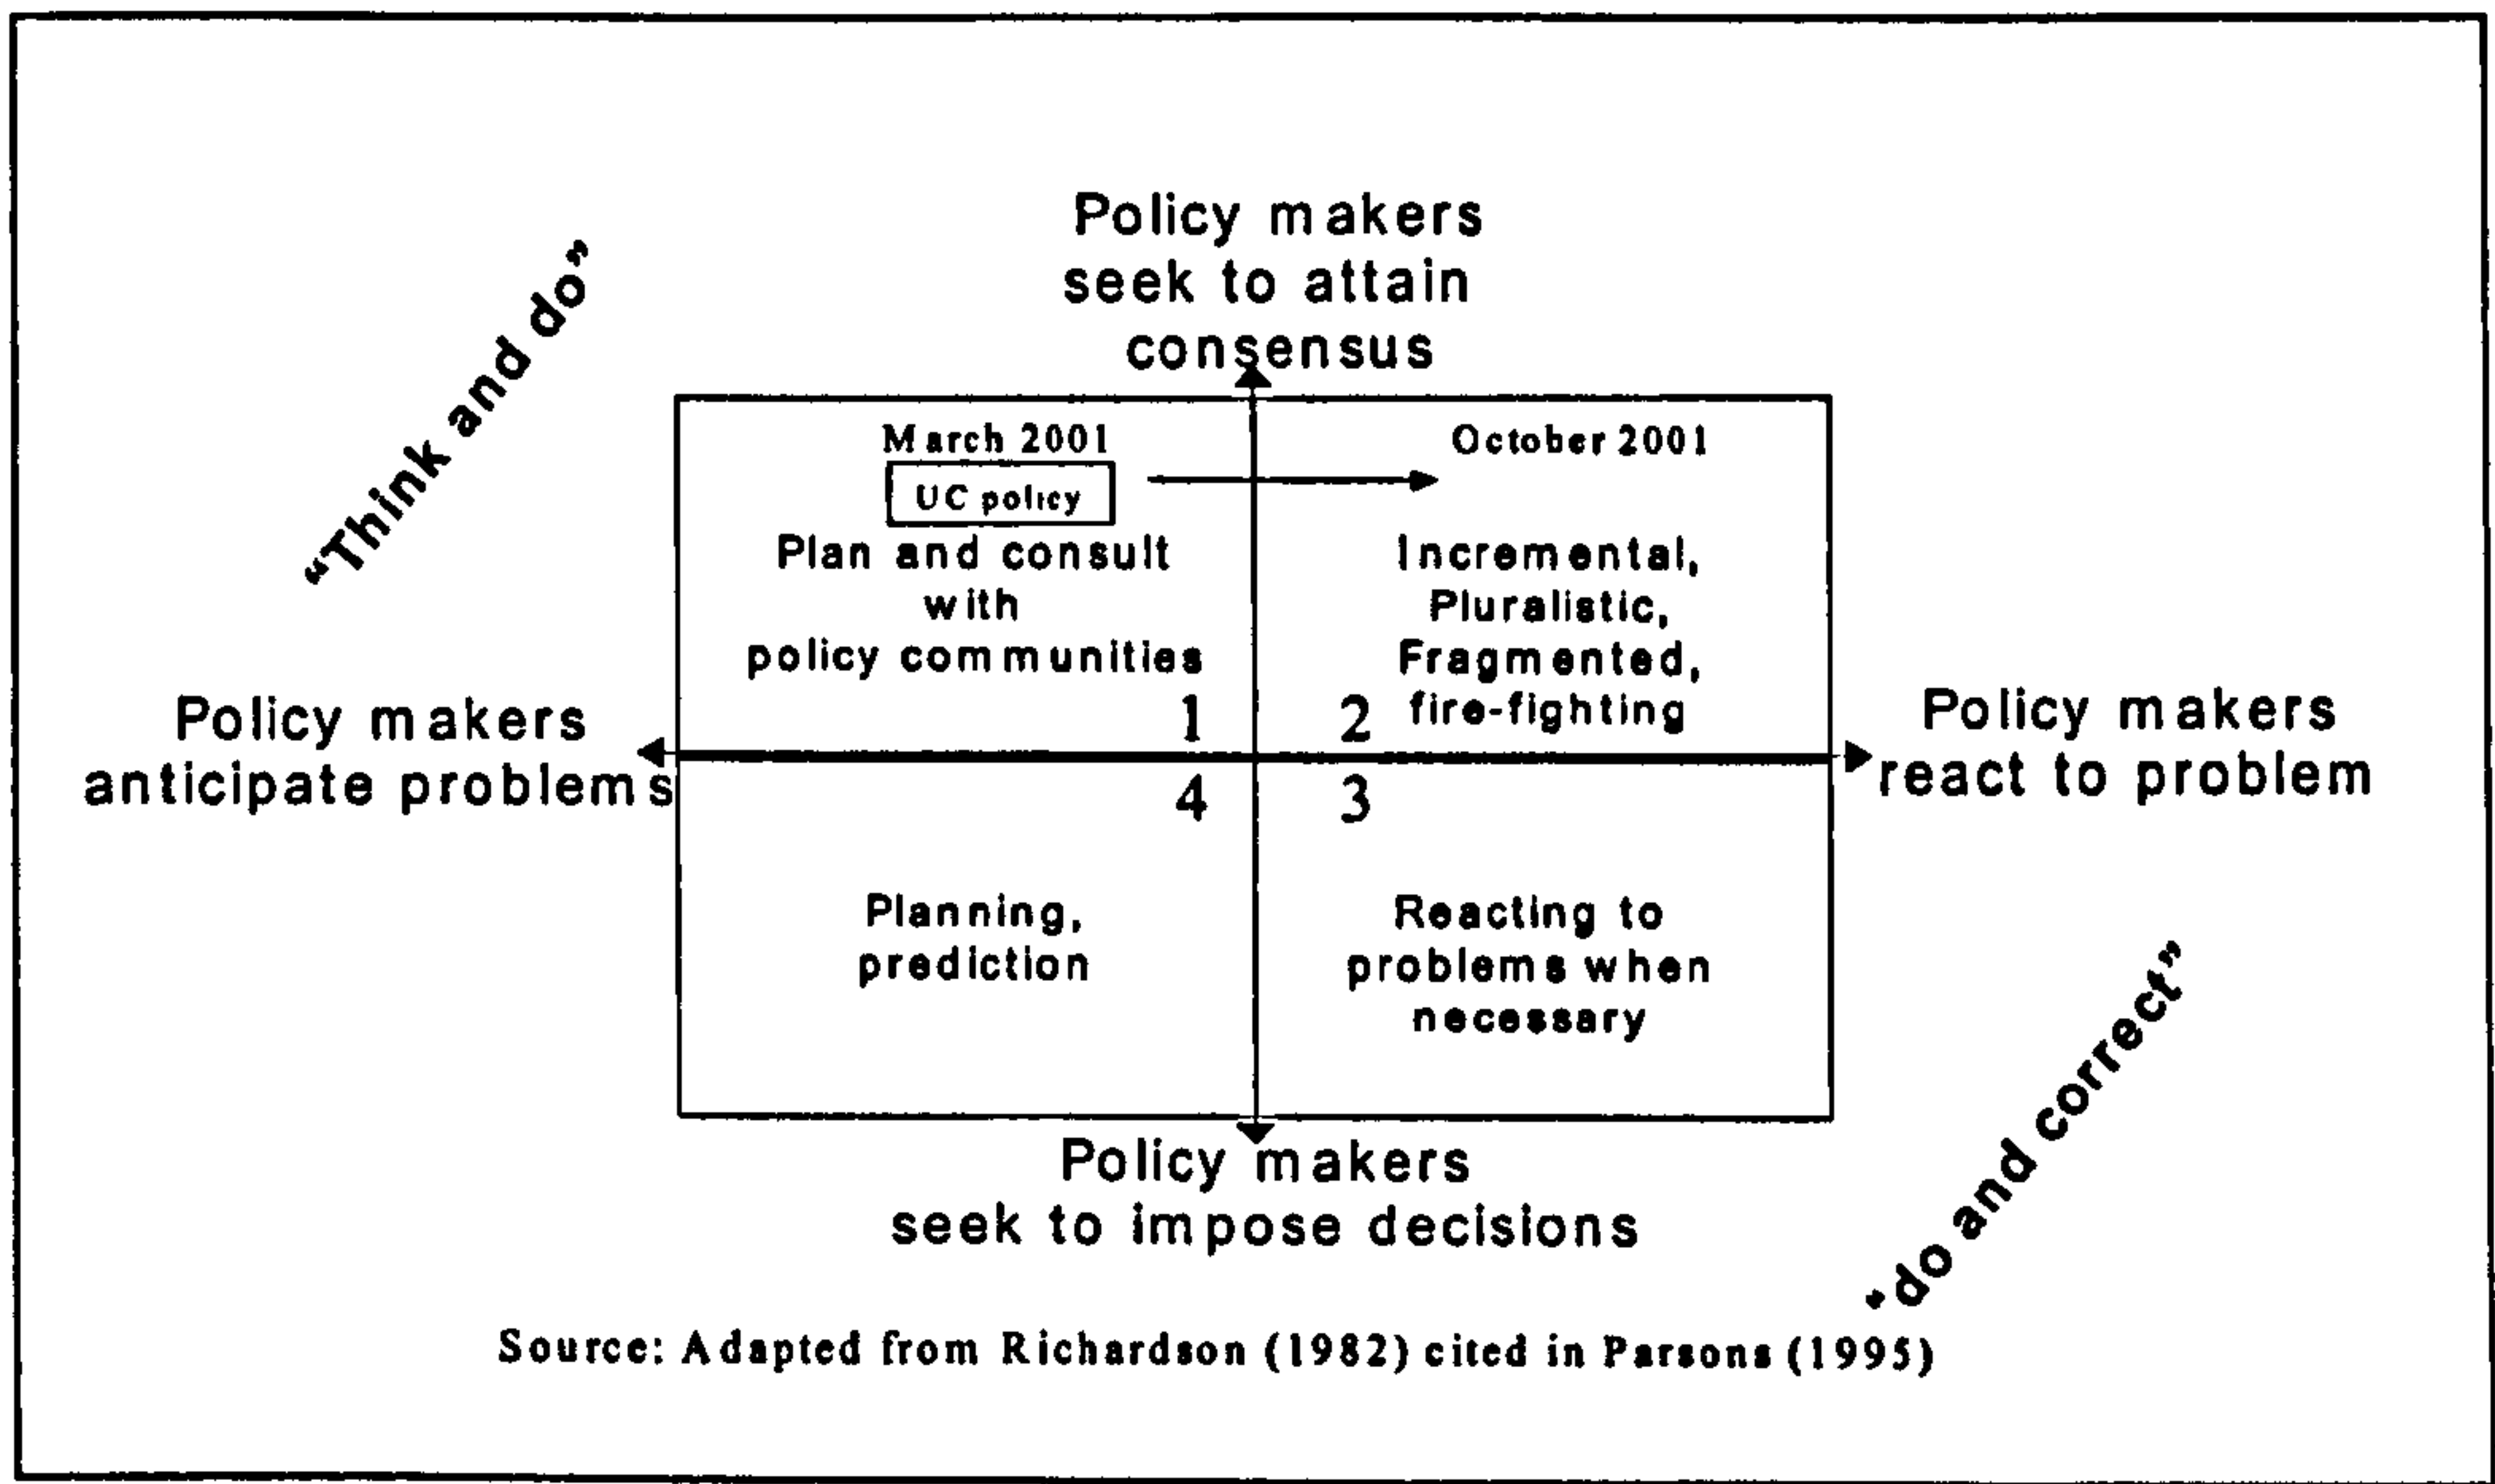 Policy makers
seek to attain
consensus
"Think and do"
March 2001
UC policy
Plan and consult
with
policy communities
1
October 2001
Incremental,
Pluralistic,
Fragmented,
fire-fighting
2
Policy makers
anticipate problems
Policy makers
react to problem
4
Planning,
prediction
3
Reacting to
problems when
necessary
Policy makers
seek to impose decisions
"do and correct"
Source: Adapted from Richardson (1982) cited in Parsons (1995)